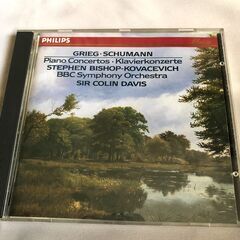 PHILIPS
GRIEG·SCHUMANN
Piano Concertos·Klavierkonzerte
STEPHEN BISHOP-KOVACEVICH
BBC Symphony Orchestra
SIR COLIN DAVIS